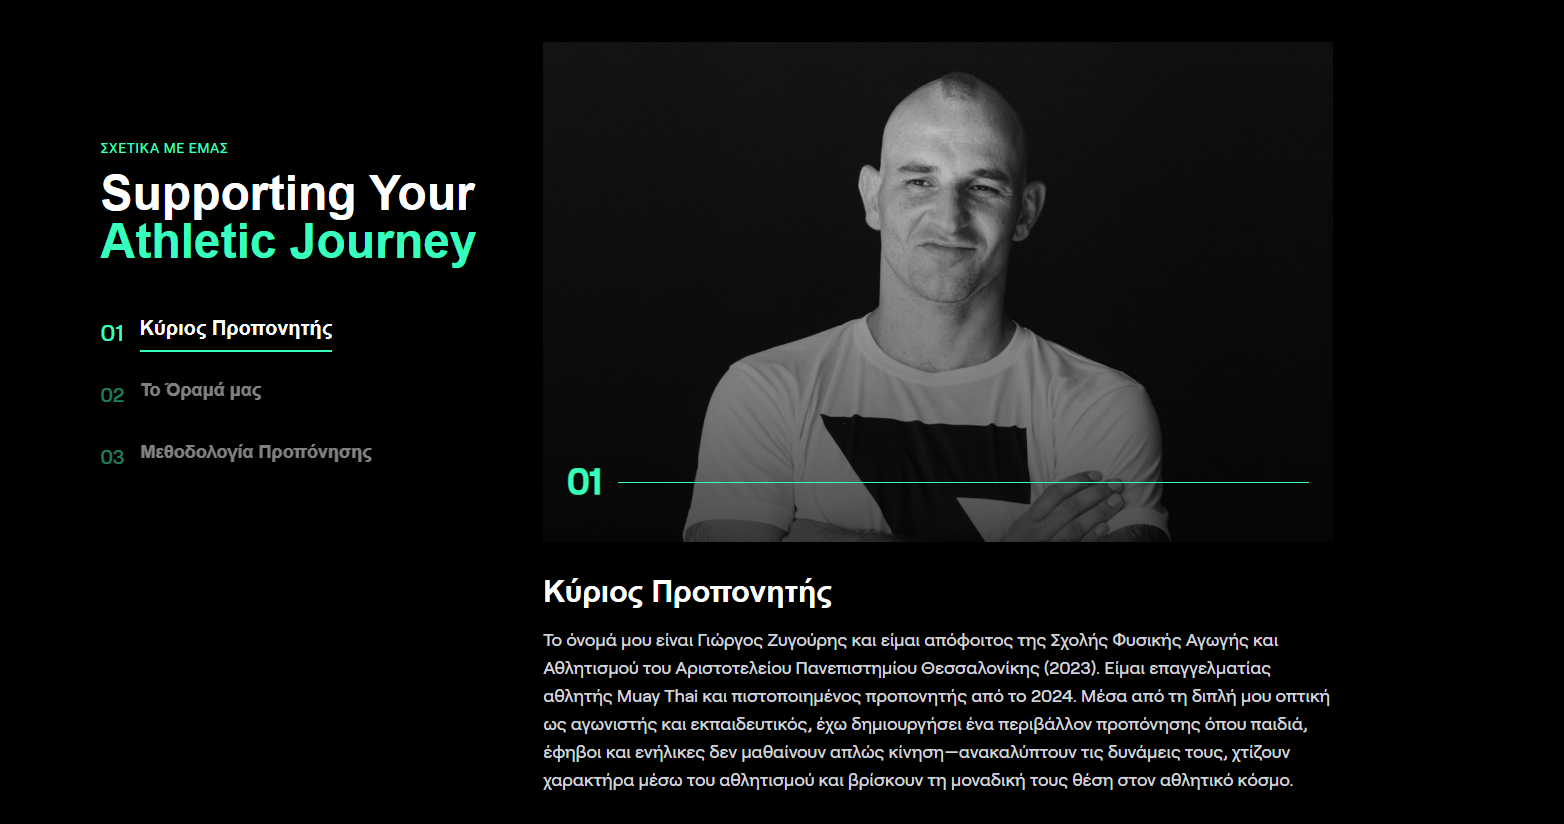 ΣΧΕΤΙΚΑ ΜΕ ΕΜΑΣ
Supporting Your
Athletic Journey
01 Κύριος Προπονητής
02 Το Όραμά μας
03 Μεθοδολογία Προπόνησης
01
Κύριος Προπονητής
Το όνομά μου είναι Γιώργος Ζυγούρης και είμαι απόφοιτος της Σχολής Φυσικής Αγωγής και
Αθλητισμού του Αριστοτελείου Πανεπιστημίου Θεσσαλονίκης (2023). Είμαι επαγγελματίας
αθλητής Muay Thai και πιστοποιημένος προπονητής από το 2024. Μέσα από τη διπλή μου οπτική
ως αγωνιστής και εκπαιδευτικός, έχω δημιουργήσει ένα περιβάλλον προπόνησης όπου παιδιά,
έφηβοι και ενήλικες δεν μαθαίνουν απλώς κίνηση—ανακαλύπτουν τις δυνάμεις τους, χτίζουν
χαρακτήρα μέσω του αθλητισμού και βρίσκουν τη μοναδική τους θέση στον αθλητικό κόσμο.